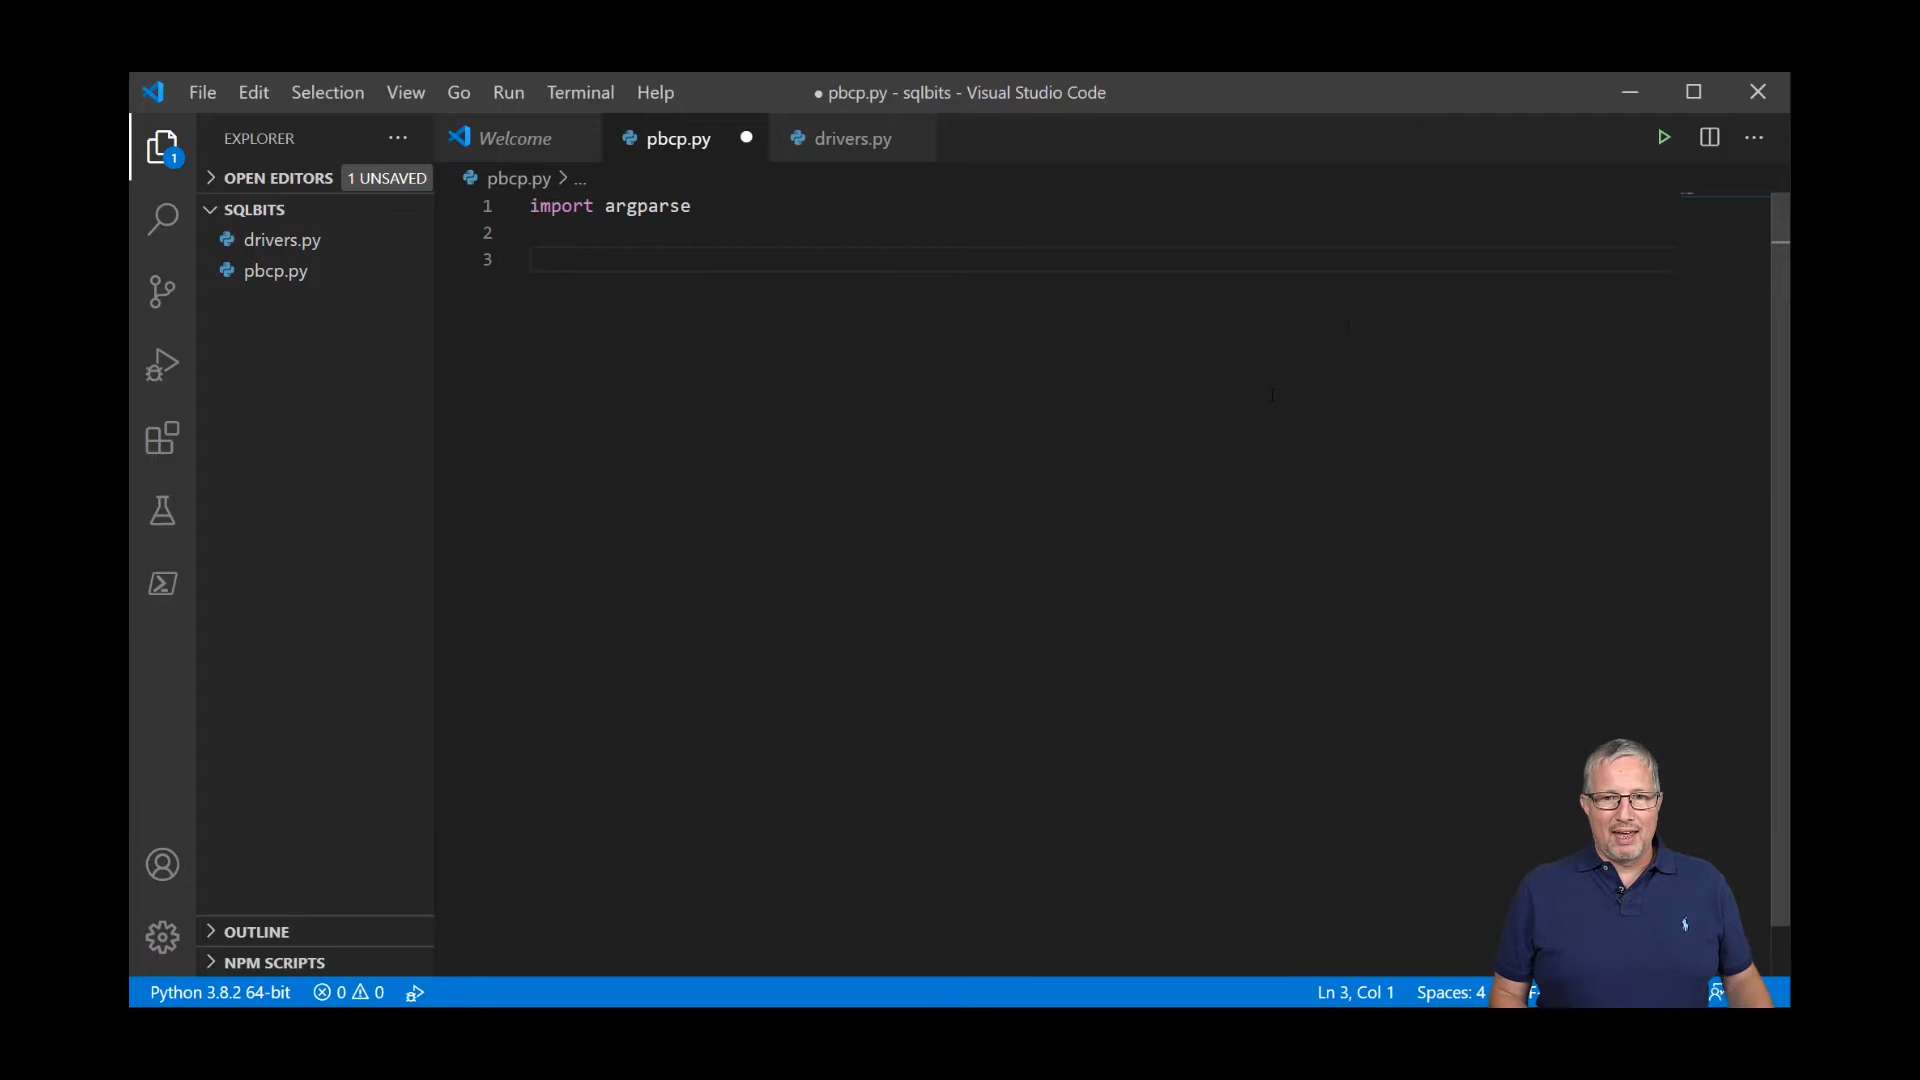 File Edit Selection View Go Run Terminal Help
● pbcp.py - sqlbits - Visual Studio Code
EXPLORER ···
Welcome
pbcp.py ●
drivers.py
1
OPEN EDITORS 1 UNSAVED
SQLBITS
drivers.py
pbcp.py
pbcp.py > ...
1 import argparse
2
3
OUTLINE
NPM SCRIPTS
Python 3.8.2 64-bit 0 0
Ln 3, Col 1 Spaces: 4